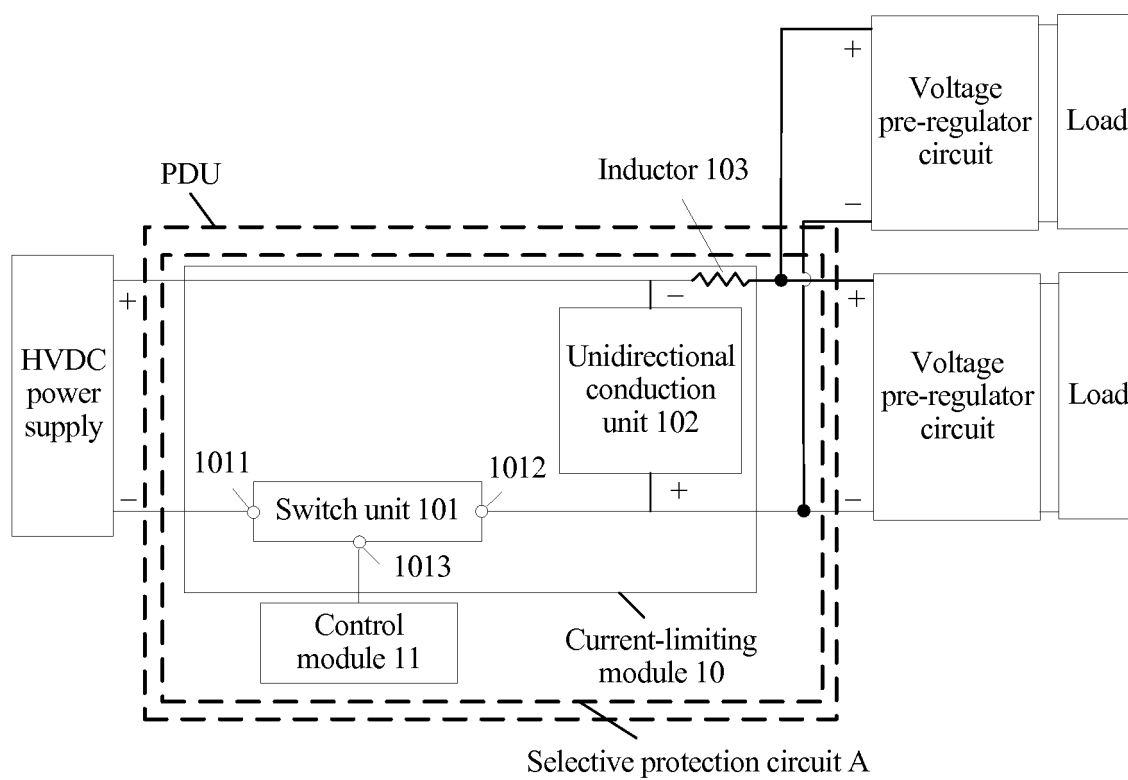 +
Voltage
pre-regulator
circuit
Load
−
PDU
Inductor 103
HVDC
power
supply
+
−
−
Unidirectional
conduction
unit 102
+
+
Voltage
pre-regulator
circuit
Load
−
1011
Switch unit 101
1012
1013
Control
module 11
Current-limiting
module 10
Selective protection circuit A